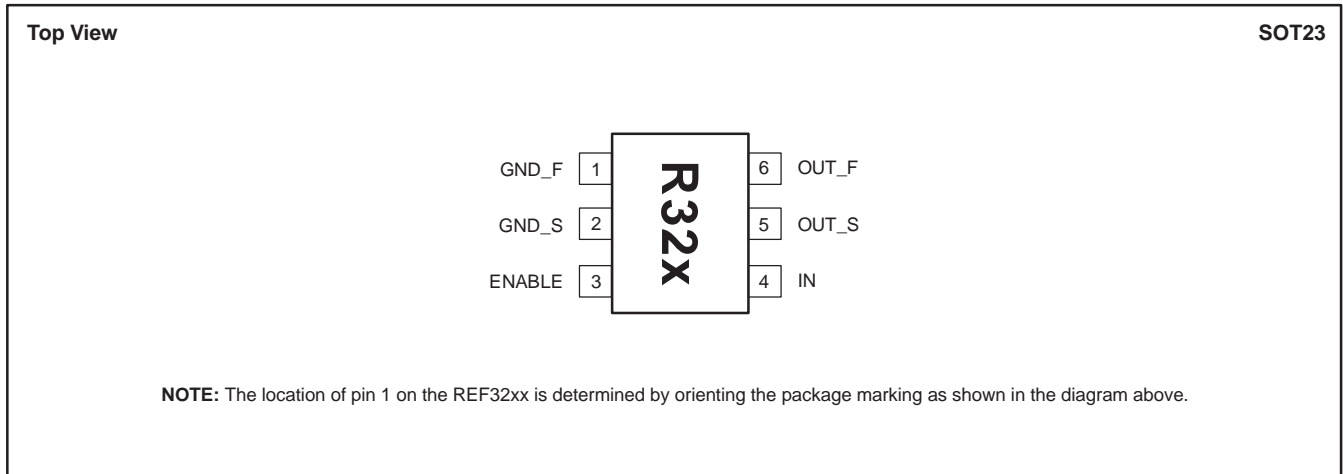 Top View SOT23
GND_F 1 6 OUT_F
GND_S 2 5 OUT_S
ENABLE 3 4 IN
R32x
NOTE: The location of pin 1 on the REF32xx is determined by orienting the package marking as shown in the diagram above.